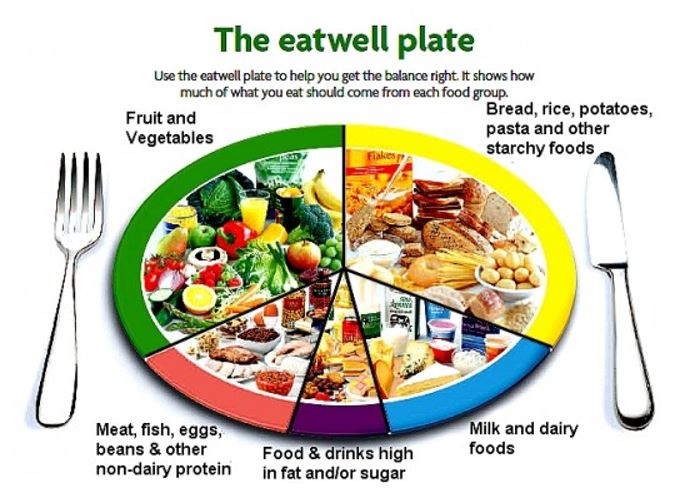 The eatwell plate
Use the eatwell plate to help you get the balance right. It shows how
much of what you eat should come from each food group.
Fruit and
Vegetables
Bread, rice, potatoes,
pasta and other
starchy foods
peas
Flakes
Meat, fish, eggs,
beans & other
non-dairy protein
Food & drinks high
in fat and/or sugar
Milk and dairy
foods